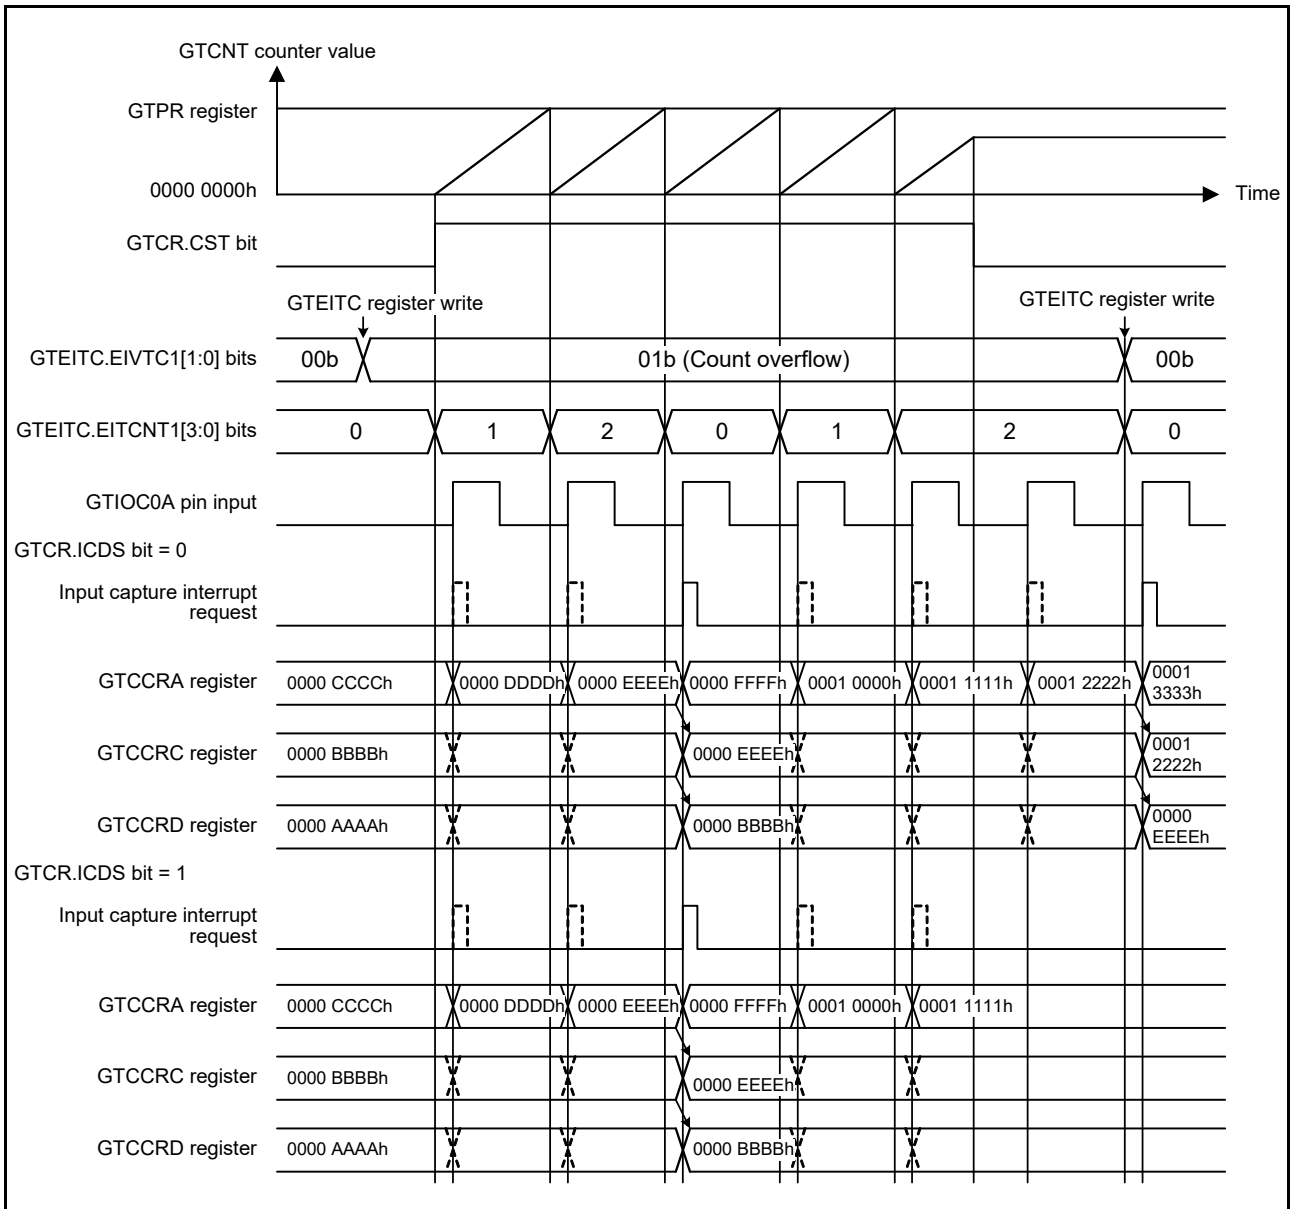 GTCNT counter value
GTPR register
0000 0000h
Time
GTCR.CST bit
GTEITC register write
GTEITC register write
GTEITC.EIVTC1[1:0] bits
00b
01b (Count overflow)
00b
GTEITC.EITCNT1[3:0] bits
0
1
2
0
1
2
0
GTIOC0A pin input
GTCR.ICDS bit = 0
Input capture interrupt
request
GTCCRA register
0000 CCCCh
0000 DDDDh
0000 EEEEh
0000 FFFFh
0001 0000h
0001 1111h
0001 2222h
0001
3333h
GTCCRC register
0000 BBBBh
0000 EEEEh
0001
2222h
GTCCRD register
0000 AAAAh
0000 BBBBh
0000
EEEEh
GTCR.ICDS bit = 1
Input capture interrupt
request
GTCCRA register
0000 CCCCh
0000 DDDDh
0000 EEEEh
0000 FFFFh
0001 0000h
0001 1111h
GTCCRC register
0000 BBBBh
0000 EEEEh
GTCCRD register
0000 AAAAh
0000 BBBBh